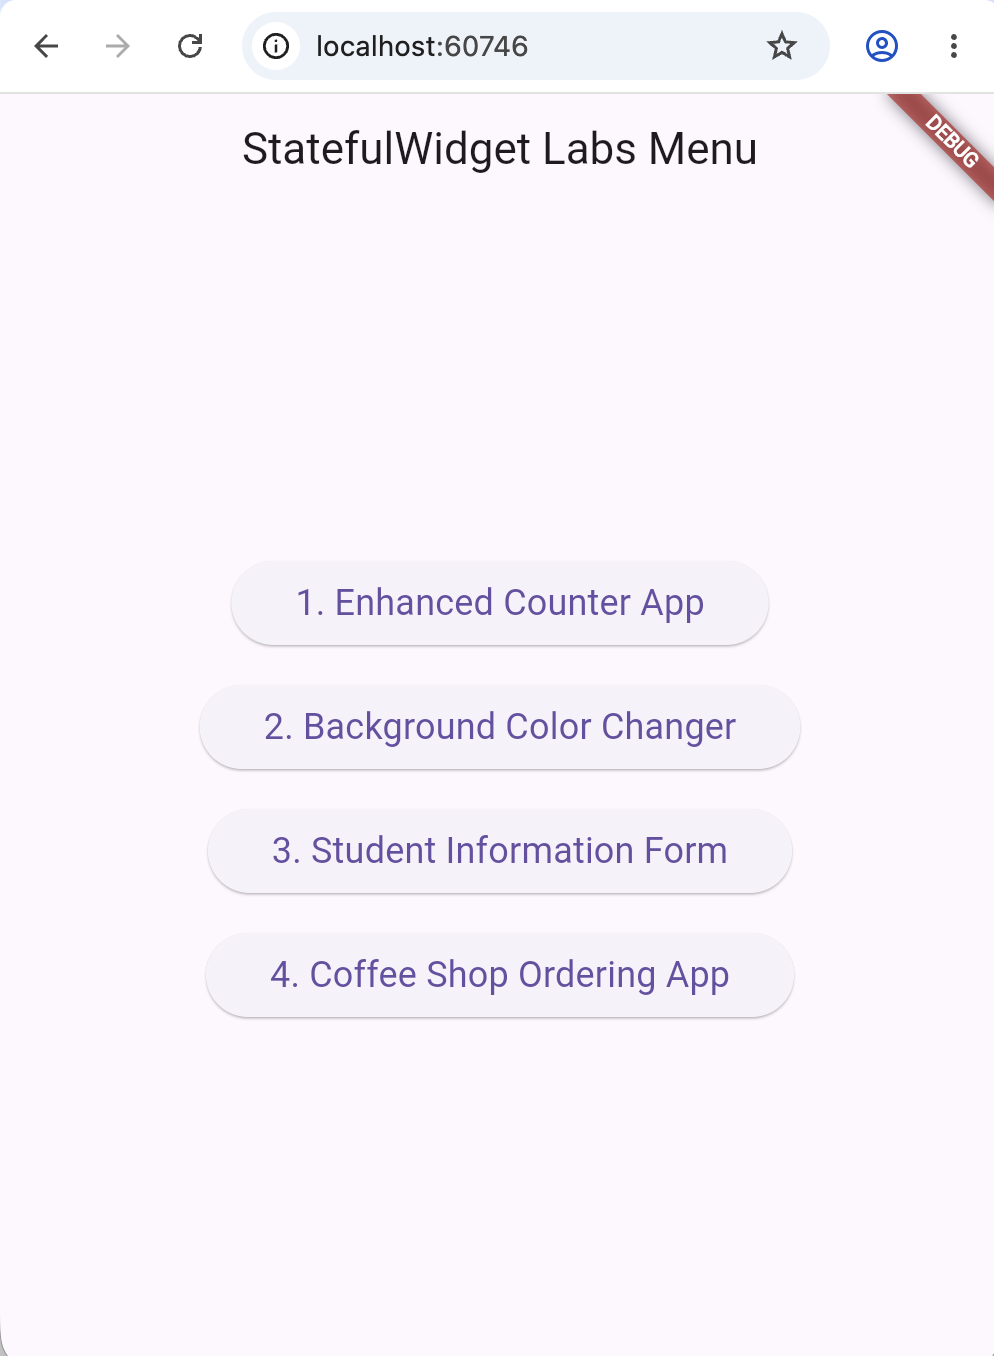 localhost:60746
DEBUG
StatefulWidget Labs Menu
1. Enhanced Counter App
2. Background Color Changer
3. Student Information Form
4. Coffee Shop Ordering App